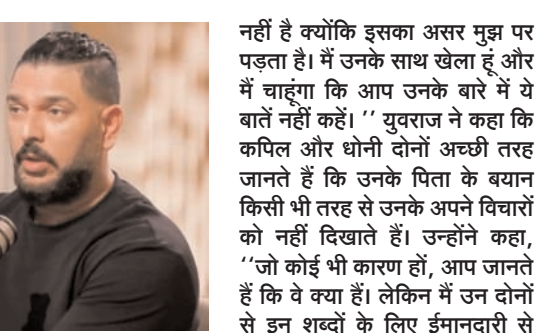 नहीं है क्योंकि इसका असर मुझ पर
पड़ता है। मैं उनके साथ खेला हूं और
मैं चाहूंगा कि आप उनके बारे में ये
बातें नहीं कहें। '' युवराज ने कहा कि
कपिल और धोनी दोनों अच्छी तरह
जानते हैं कि उनके पिता के बयान
किसी भी तरह से उनके अपने विचारों
को नहीं दिखाते हैं। उन्होंने कहा,
''जो कोई भी कारण हों, आप जानते
हैं कि वे क्या हैं। लेकिन मैं उन दोनों
से इन शब्दों के लिए ईमानदारी से